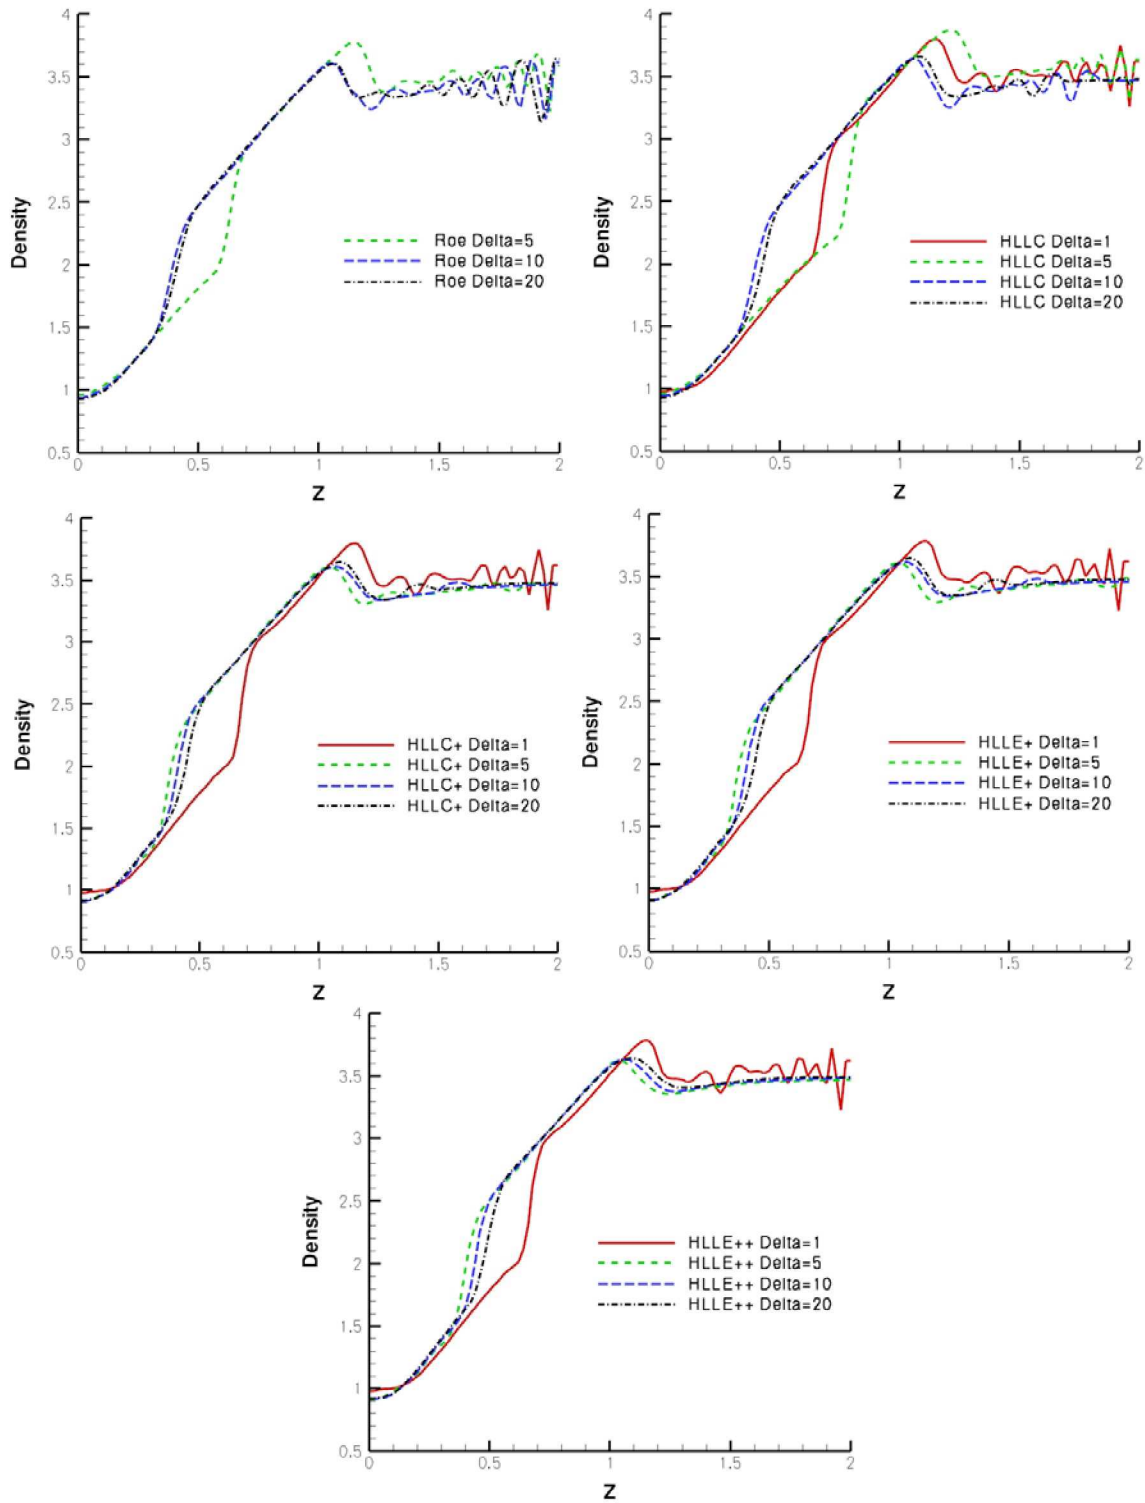 4
3.5
3
2.5
2
1.5
1
0.5
Density
0
0.5
1
1.5
2
Z
Roe Delta=5
Roe Delta=10
Roe Delta=20
4
3.5
3
2.5
2
1.5
1
0.5
Density
0
0.5
1
1.5
2
Z
HLLC Delta=1
HLLC Delta=5
HLLC Delta=10
HLLC Delta=20
4
3.5
3
2.5
2
1.5
1
0.5
Density
0
0.5
1
1.5
2
Z
HLLC+ Delta=1
HLLC+ Delta=5
HLLC+ Delta=10
HLLC+ Delta=20
4
3.5
3
2.5
2
1.5
1
0.5
Density
0
0.5
1
1.5
2
Z
HLLE+ Delta=1
HLLE+ Delta=5
HLLE+ Delta=10
HLLE+ Delta=20
4
3.5
3
2.5
2
1.5
1
0.5
Density
0
0.5
1
1.5
2
Z
HLLE++ Delta=1
HLLE++ Delta=5
HLLE++ Delta=10
HLLE++ Delta=20